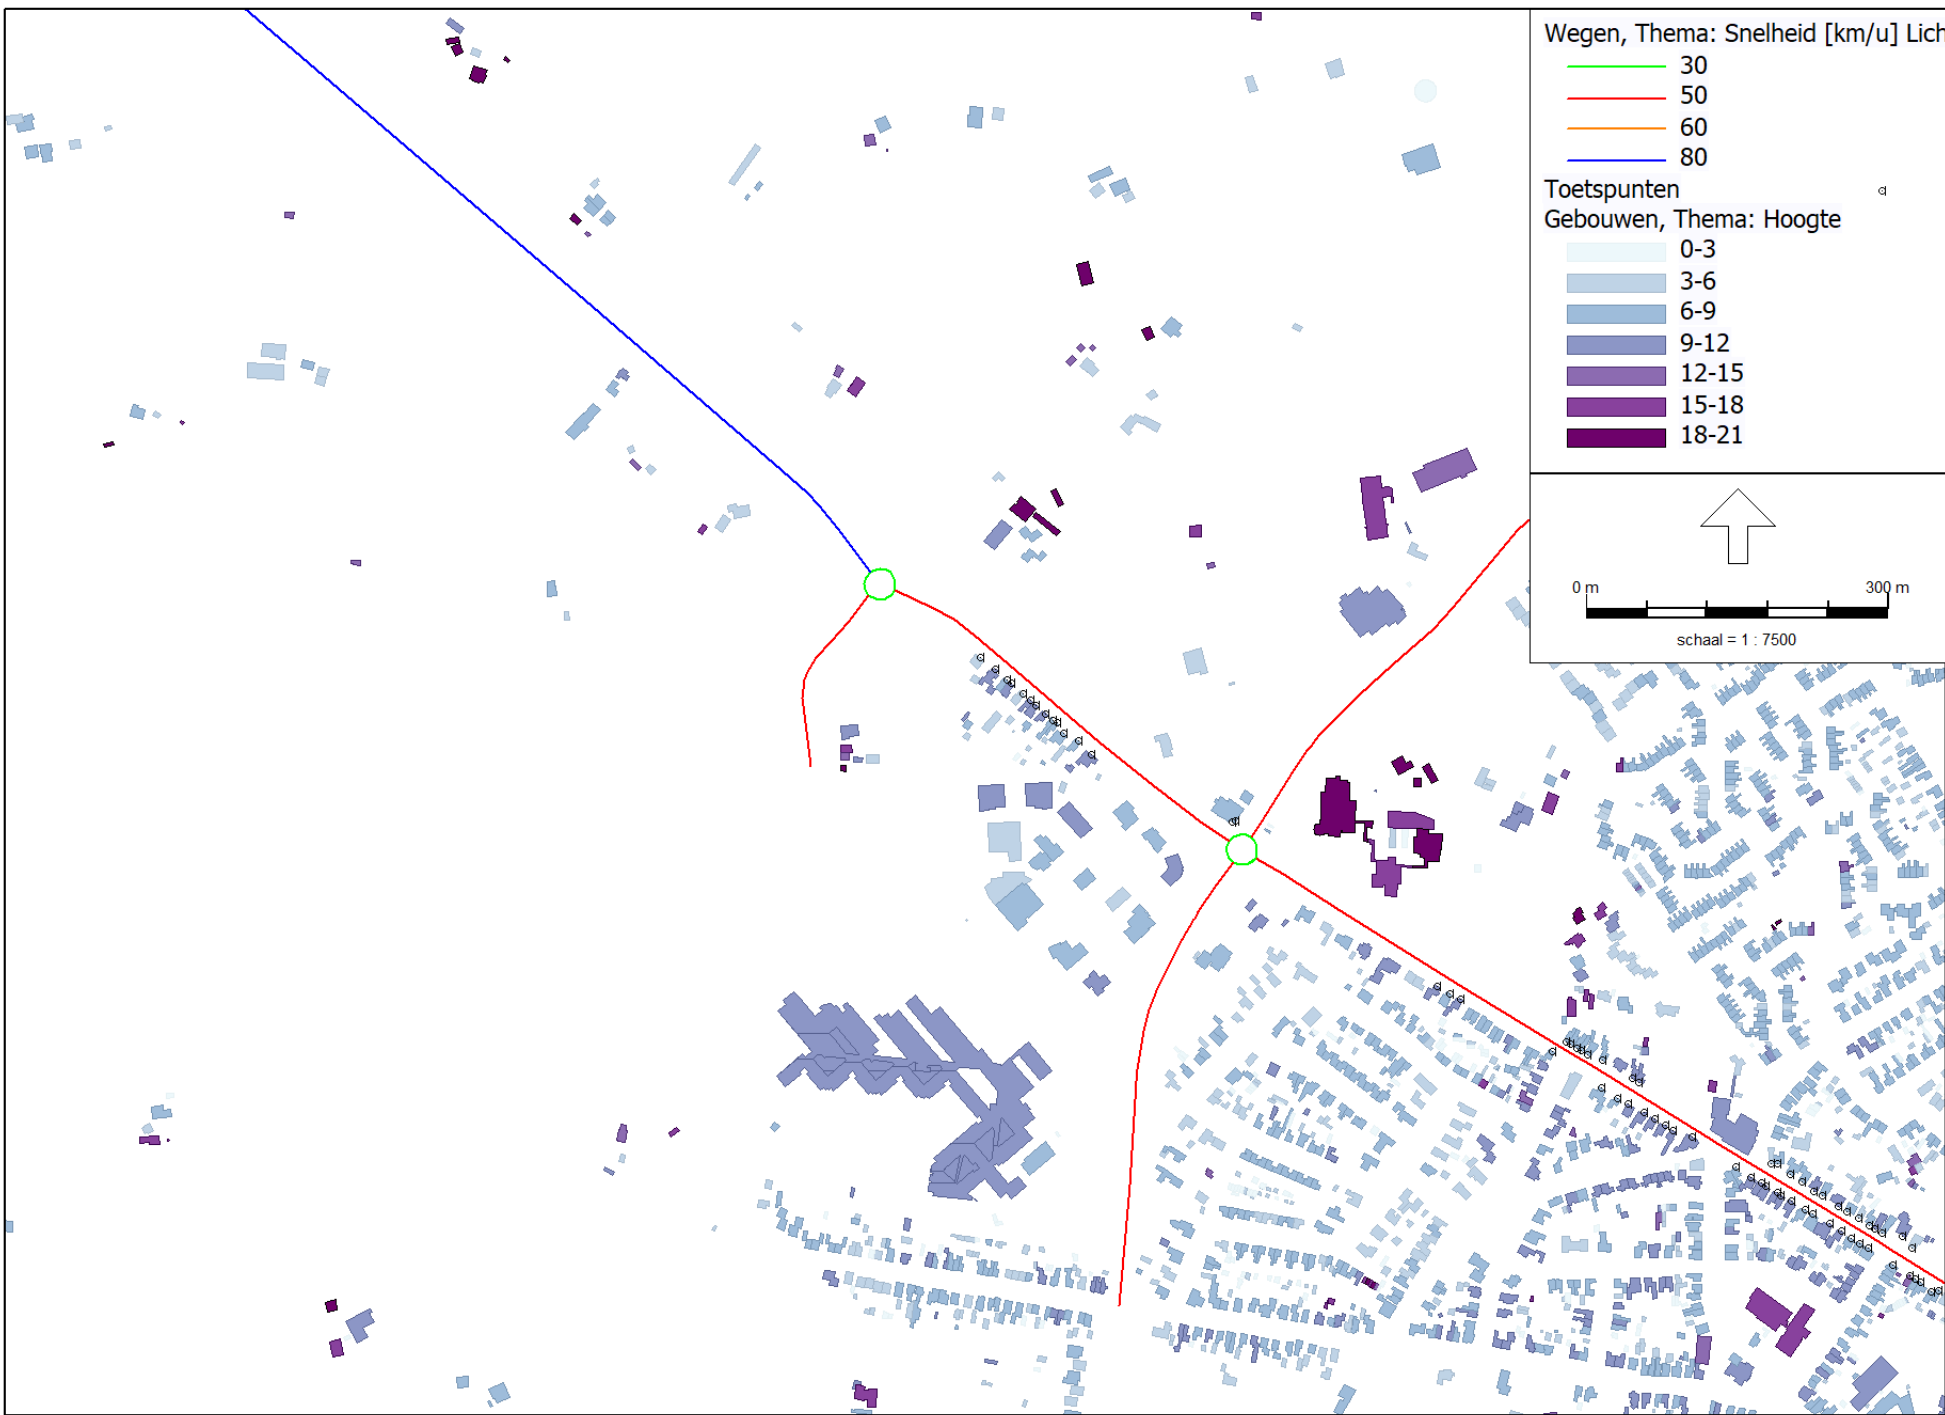 Wegen, Thema: Snelheid [km/u] Lich
30
50
60
80
Toetspunten
Gebouwen, Thema: Hoogte
0-3
3-6
6-9
9-12
12-15
15-18
18-21
0 m 300 m
schaal = 1 : 7500